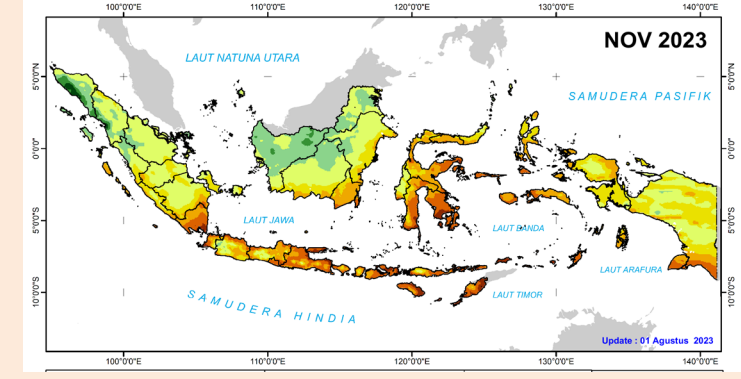 100°0'0"E 110°0'0"E 120°0'0"E 130°0'0"E 140°0'0"E
NOV 2023
LAUT NATUNA UTARA
SAMUDERA PASIFIK
5°0'0"N 5°0'0"N
0°0'0" 0°0'0"
LAUT JAWA
LAUT BANDA
5°0'0"S 5°0'0"S
LAUT ARAFURA
LAUT TIMOR
10°0'0"S 10°0'0"S
SAMUDERA HINDIA
Update : 01 Agustus 2023
100°0'0"E 110°0'0"E 120°0'0"E 130°0'0"E 140°0'0"E